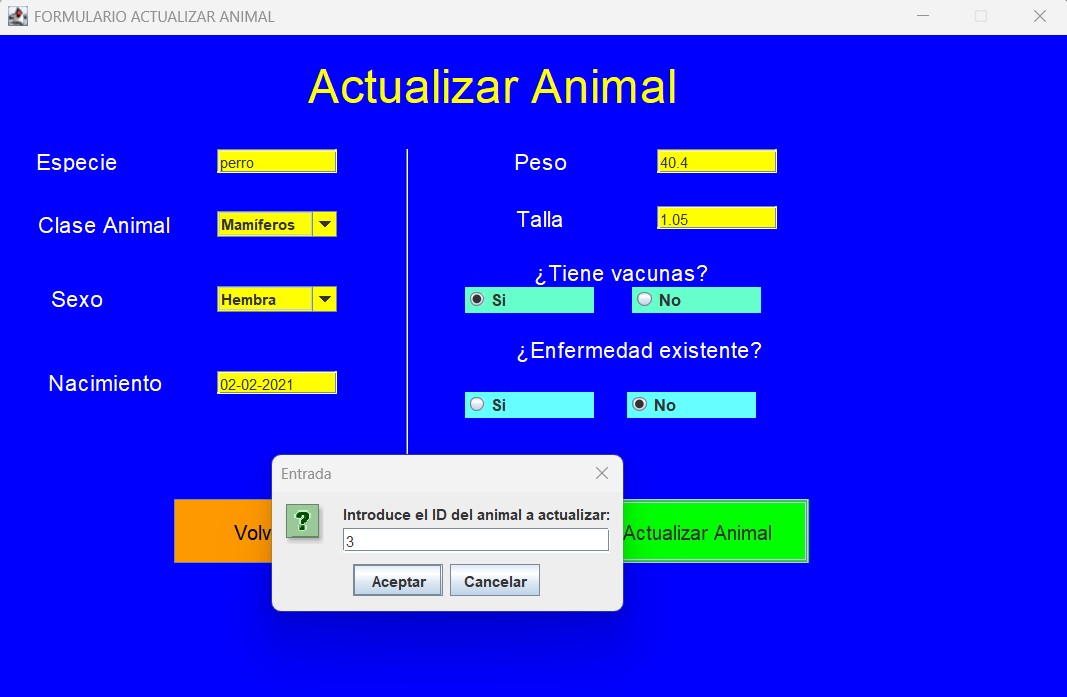 FORMULARIO ACTUALIZAR ANIMAL
Actualizar Animal
Especie perro
Clase Animal Mamíferos
Sexo Hembra
Nacimiento 02-02-2021
Peso 40.4
Talla 1.05
¿Tiene vacunas?
Si No
¿Enfermedad existente?
Si No
Volv
Actualizar Animal
Entrada
?
Introduce el ID del animal a actualizar:
3
Aceptar Cancelar